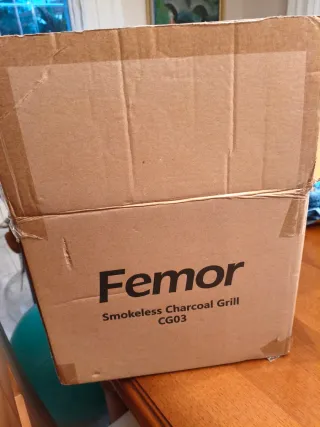 Femor
Smokeless Charcoal Grill
CG03